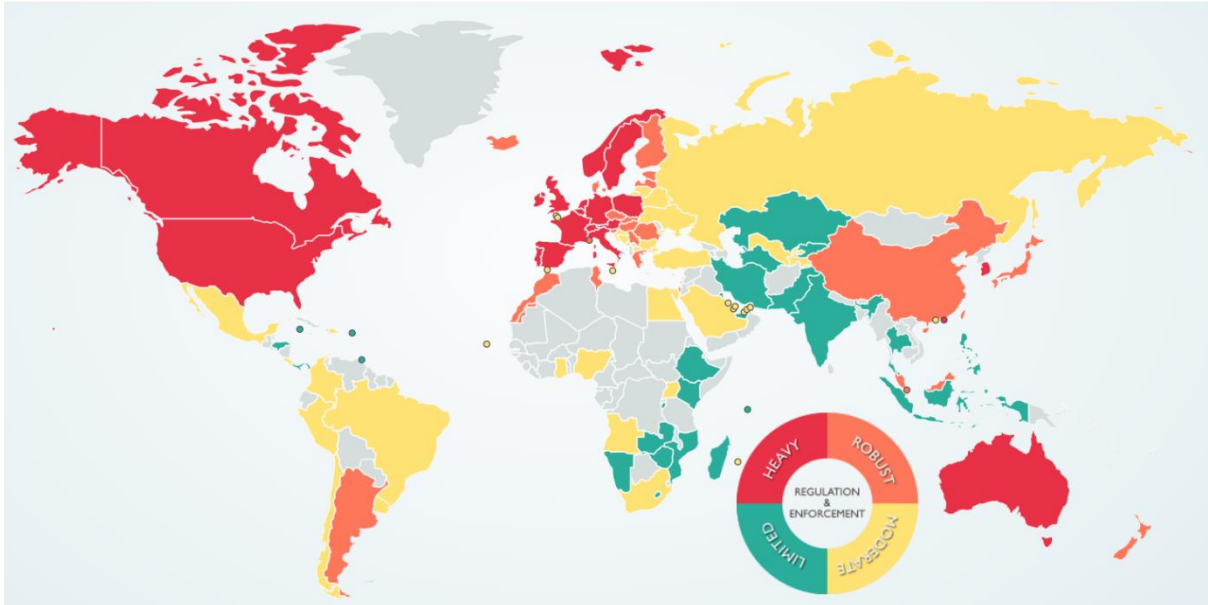 HEAVY
ROBUST
REGULATION
&
ENFORCEMENT
LIMITED
MODERATE